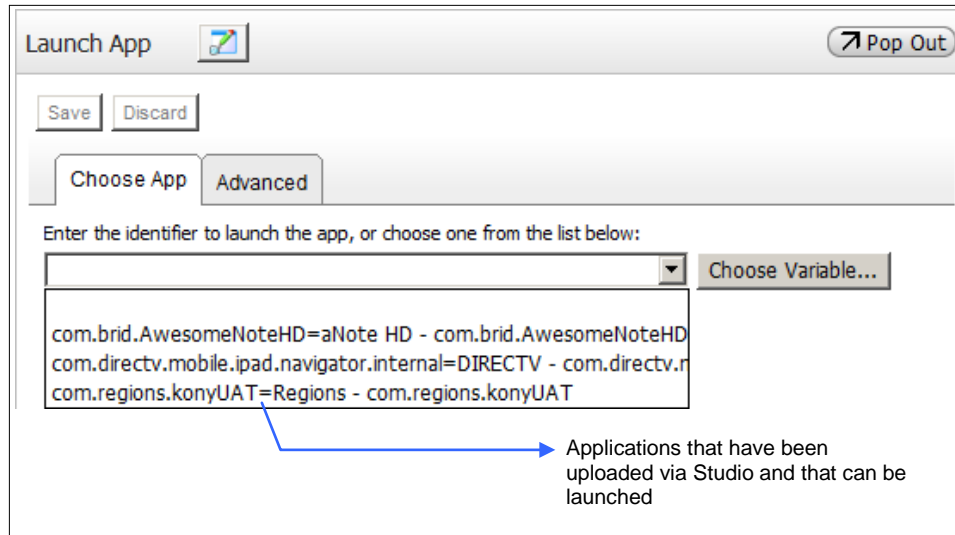 Launch App
Pop Out
Save Discard
Choose App Advanced
Enter the identifier to launch the app, or choose one from the list below:
Choose Variable...
com.brid.AwesomeNoteHD=aNote HD - com.brid.AwesomeNoteHD
com.directv.mobile.ipad.navigator.internal=DIRECTV - com.directv.n
com.regions.konyUAT=Regions - com.regions.konyUAT
Applications that have been
uploaded via Studio and that can be
launched